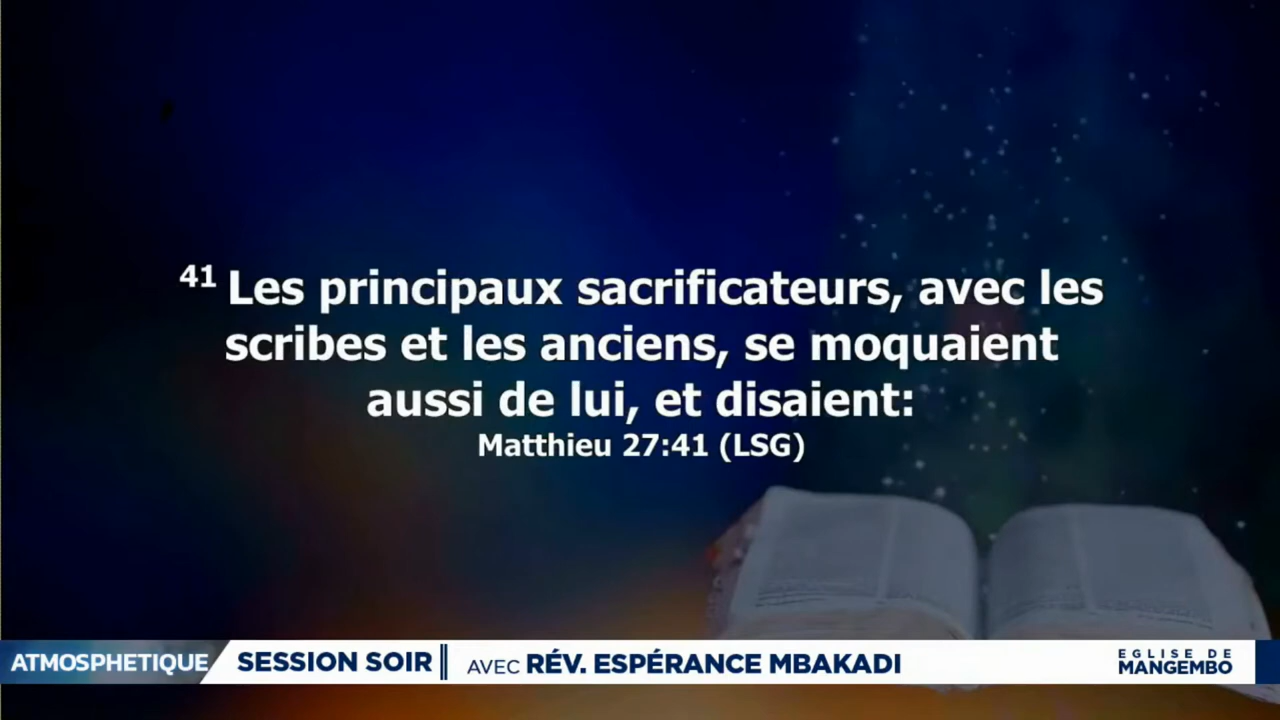 41 Les principaux sacrificateurs, avec les
scribes et les anciens, se moquaient
aussi de lui, et disaient:
Matthieu 27:41 (LSG)
ATMOSPHETIQUE SESSION SOIR AVEC RÉV. ESPÉRANCE MBAKADI
EGLISE DE
MANGEMBO